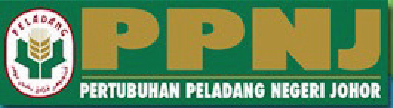 PELADANG
PPNJ
PERTUBUHAN PELADANG NEGERI JOHOR